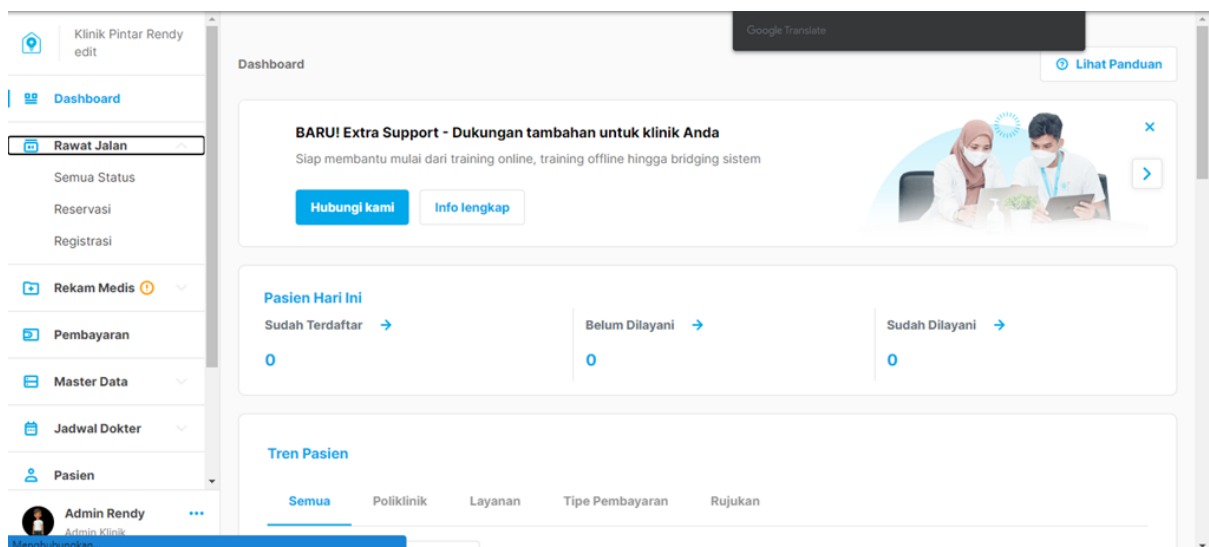 Klinik Pintar Rendy
edit
Dashboard
Rawat Jalan
Semua Status
Reservasi
Registrasi
Rekam Medis
Pembayaran
Master Data
Jadwal Dokter
Pasien
Admin Rendy
Admin Klinik
Menghubungkan
Google Translate
Dashboard
Lihat Panduan
BARU! Extra Support - Dukungan tambahan untuk klinik Anda
Siap membantu mulai dari training online, training offline hingga bridging sistem
Hubungi kami Info lengkap
Pasien Hari Ini
Sudah Terdaftar Belum Dilayani Sudah Dilayani
0 0 0
Tren Pasien
Semua Poliklinik Layanan Tipe Pembayaran Rujukan